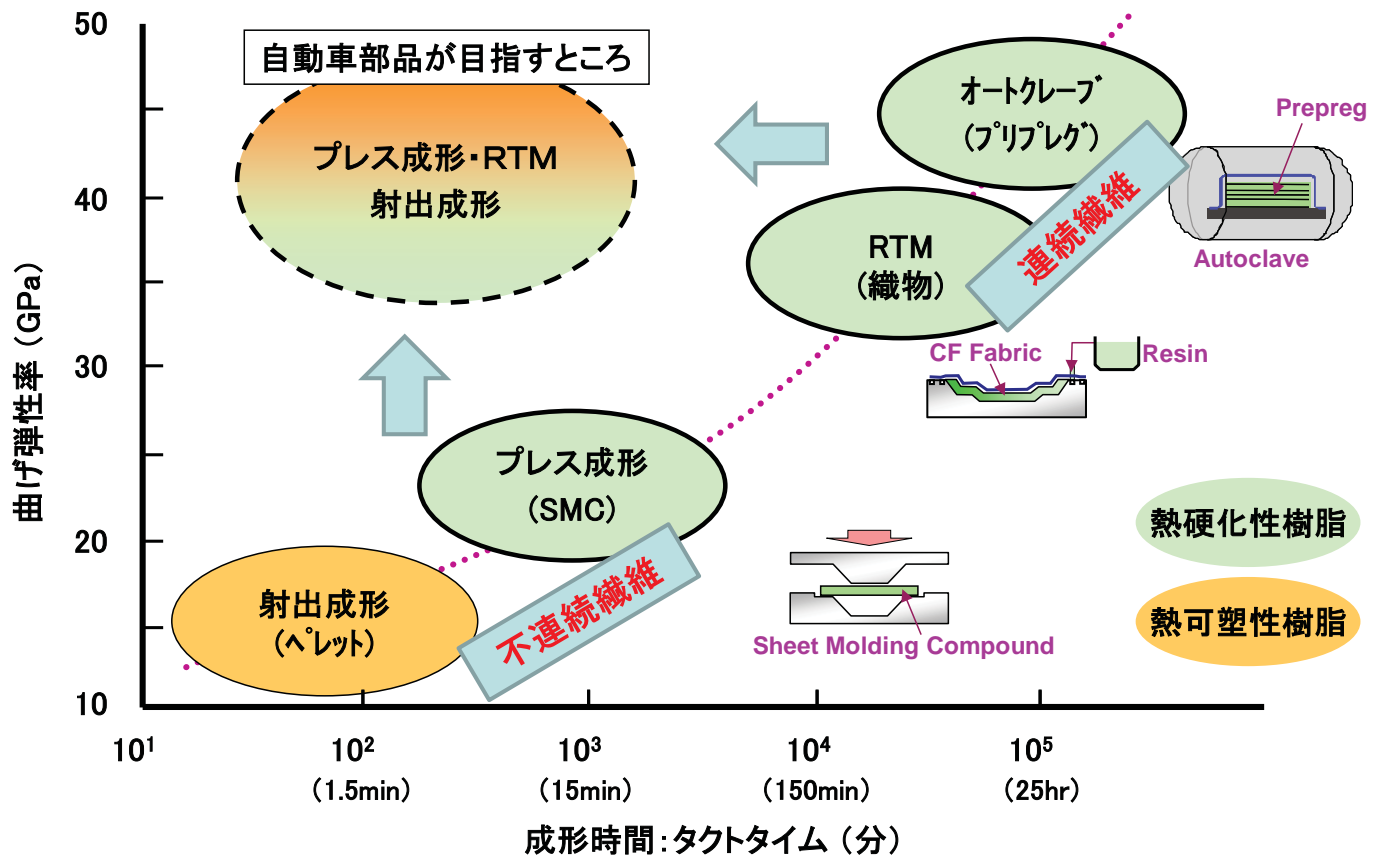 50
40
30
20
10
曲げ弾性率(GPa)
自動車部品が目指すところ
プレス成形・RTM
射出成形
オートクレーブ
(プリプレグ)
Prepreg
連続繊維
Autoclave
RTM
(織物)
CF Fabric
Resin
プレス成形
(SMC)
射出成形
(ペレット)
不連続繊維
Sheet Molding Compound
熱硬化性樹脂
熱可塑性樹脂
10¹ 10² 10³ 10⁴ 10⁵
(1.5min) (15min) (150min) (25hr)
成形時間:タクトタイム(分)